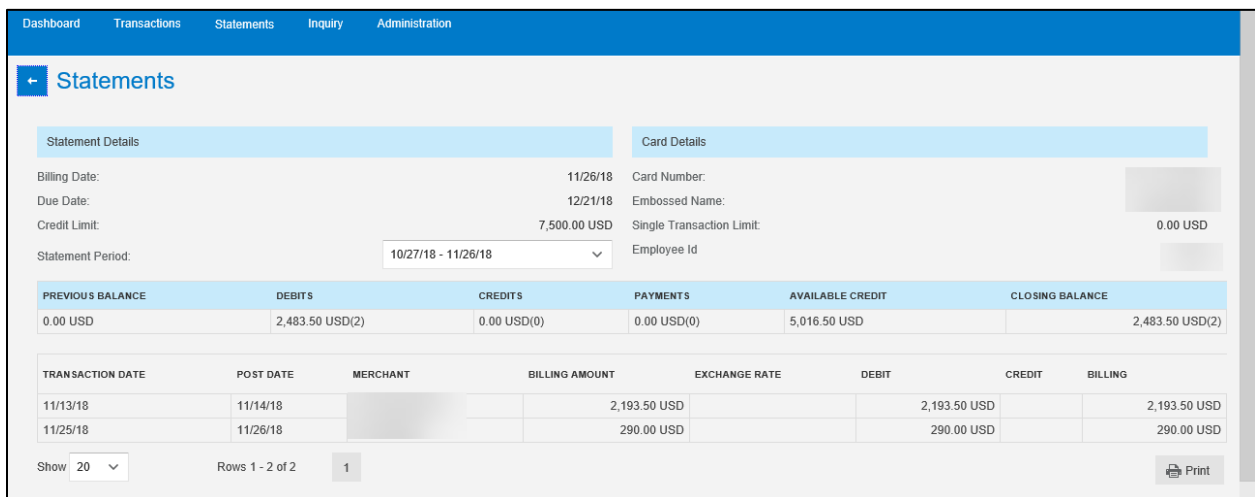 Dashboard Transactions Statements Inquiry Administration
← Statements
Statement Details
Billing Date: 11/26/18
Due Date: 12/21/18
Credit Limit: 7,500.00 USD
Statement Period: 10/27/18 - 11/26/18
Card Details
Card Number:
Embossed Name:
Single Transaction Limit: 0.00 USD
Employee Id
PREVIOUS BALANCE DEBITS CREDITS PAYMENTS AVAILABLE CREDIT CLOSING BALANCE
0.00 USD 2,483.50 USD(2) 0.00 USD(0) 0.00 USD(0) 5,016.50 USD 2,483.50 USD(2)
TRANSACTION DATE POST DATE MERCHANT BILLING AMOUNT EXCHANGE RATE DEBIT CREDIT BILLING
11/13/18 11/14/18 2,193.50 USD 2,193.50 USD 2,193.50 USD
11/25/18 11/26/18 290.00 USD 290.00 USD 290.00 USD
Show 20 Rows 1 - 2 of 2 1 Print